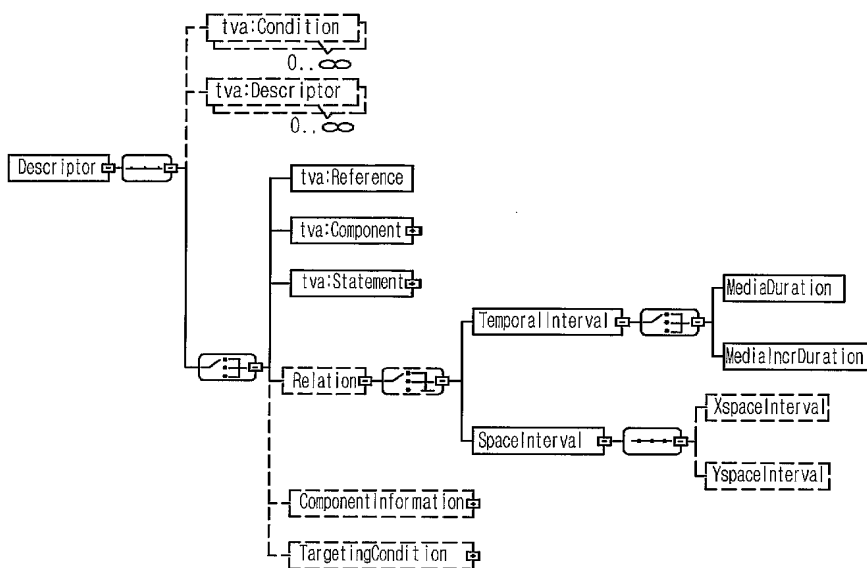 tva:Condition
0..∞
tva:Descriptor
0..∞
Descriptor
tva:Reference
tva:Component
tva:Statement
MediaDuration
TemporalInterval
MediaIncrDuration
Relation
XspaceInterval
SpaceInterval
YspaceInterval
ComponentInformation
TargetingCondition